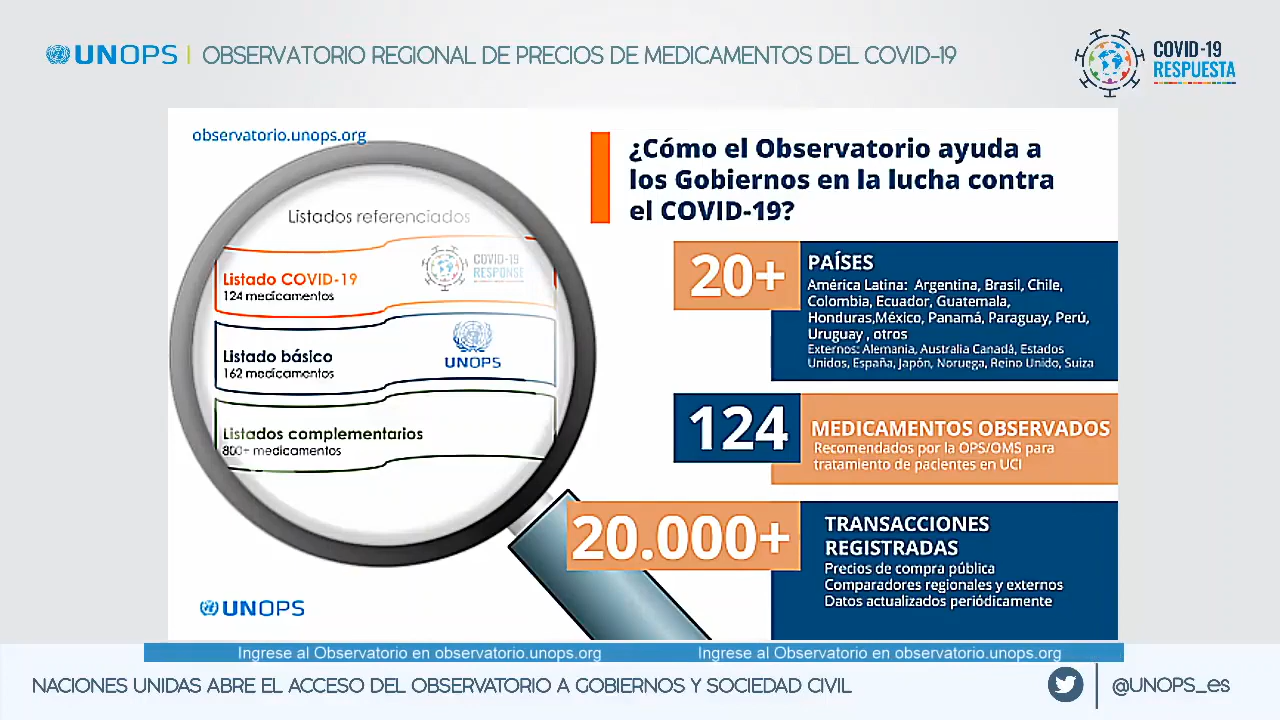 UNOPS | OBSERVATORIO REGIONAL DE PRECIOS DE MEDICAMENTOS DEL COVID-19
COVID-19
RESPUESTA
observatorio.unops.org
Listados referenciados
Listado COVID-19
124 medicamentos
COVID-19
RESPONSE
Listado básico
162 medicamentos
UNOPS
Listados complementarios
800+ medicamentos
UNOPS
¿Cómo el Observatorio ayuda a
los Gobiernos en la lucha contra
el COVID-19?
20+
PAÍSES
América Latina: Argentina, Brasil, Chile,
Colombia, Ecuador, Guatemala,
Honduras,México, Panamá, Paraguay, Perú,
Uruguay , otros
Externos: Alemania, Australia Canadá, Estados
Unidos, España, Japón, Noruega, Reino Unido, Suiza
124
MEDICAMENTOS OBSERVADOS
Recomendados por la OPS/OMS para
tratamiento de pacientes en UCI
20.000+
TRANSACCIONES
REGISTRADAS
Precios de compra pública
Comparadores regionales y externos
Datos actualizados periódicamente
Ingrese al Observatorio en observatorio.unops.org Ingrese al Observatorio en observatorio.unops.org
NACIONES UNIDAS ABRE EL ACCESO DEL OBSERVATORIO A GOBIERNOS Y SOCIEDAD CIVIL
@UNOPS_es